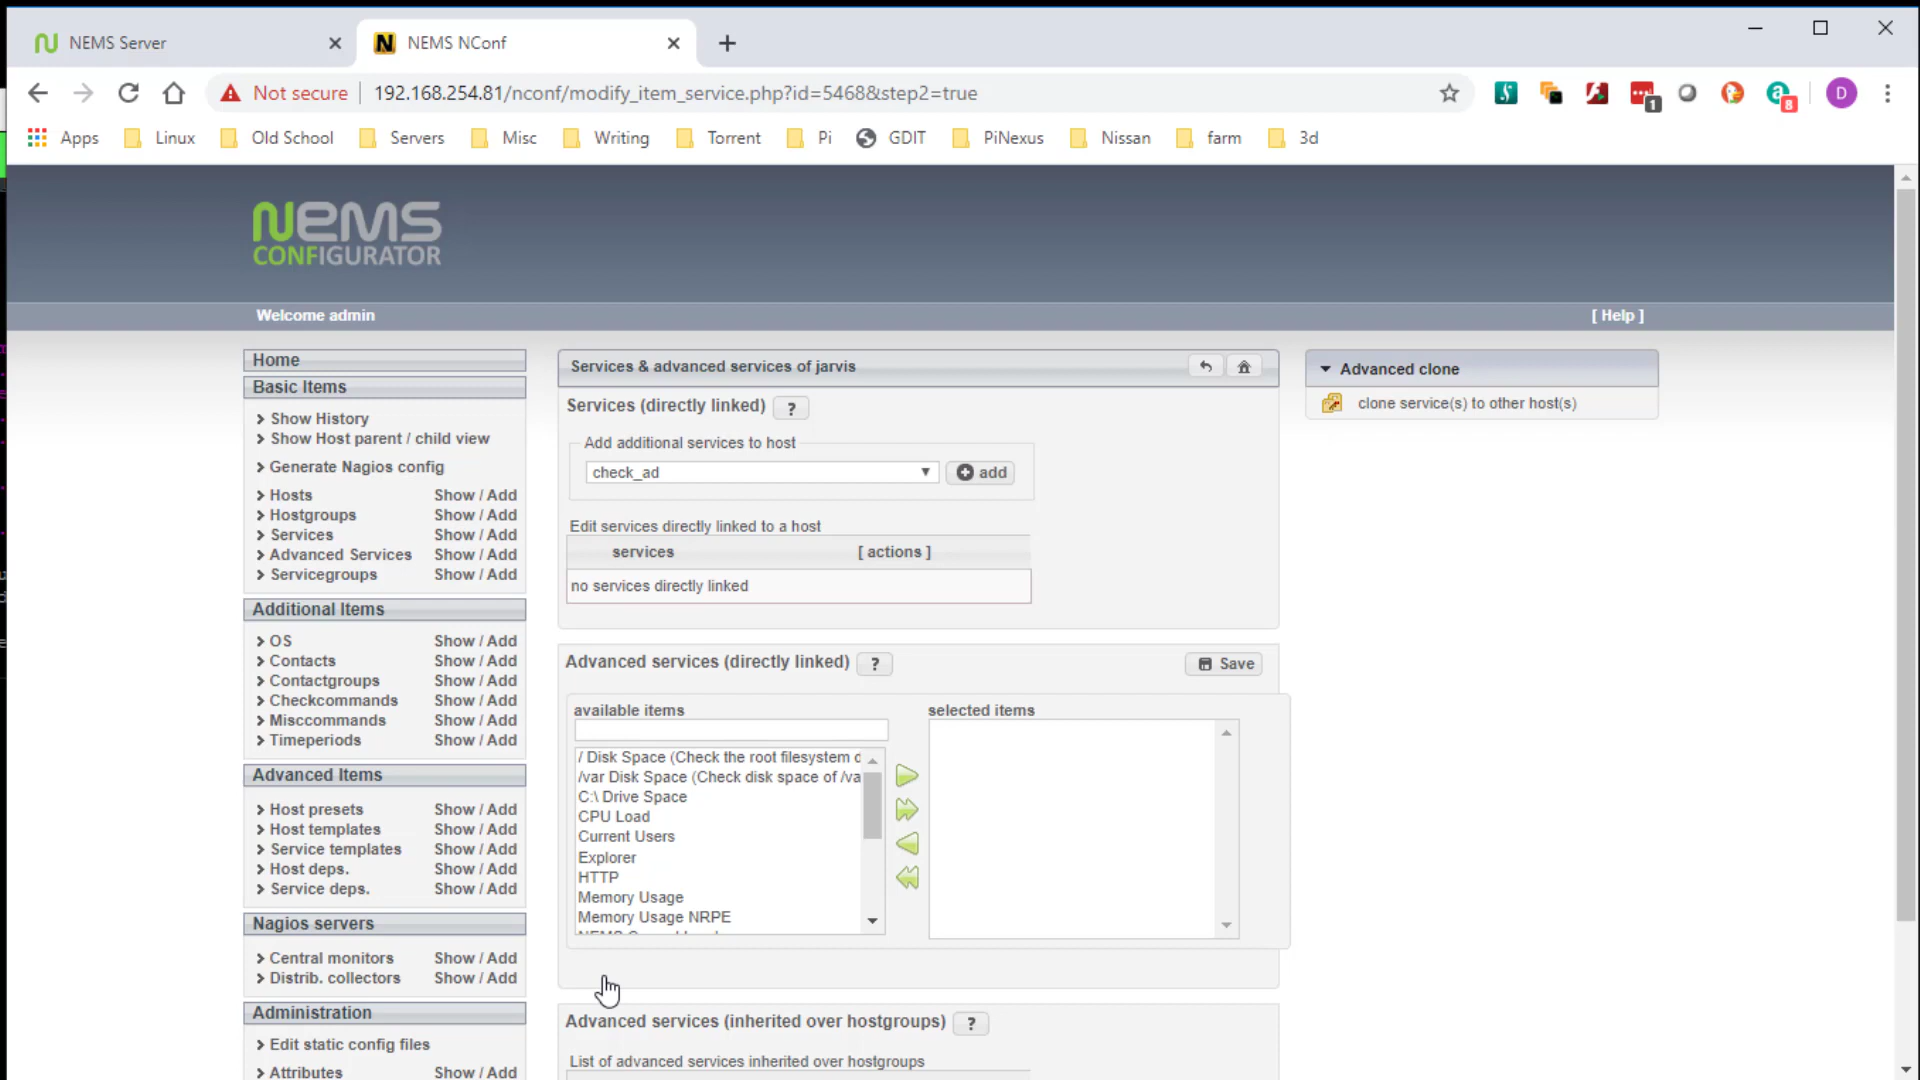 NEMS Server
NEMS NConf
Not secure
192.168.254.81/nconf/modify_item_service.php?id=5468&step2=true
1
8
D
Apps
Linux
Old School
Servers
Misc
Writing
Torrent
Pi
GDIT
PiNexus
Nissan
farm
3d
NEMS
CONFIGURATOR
Welcome admin
[ Help ]
Home
Basic Items
Show History
Show Host parent / child view
Generate Nagios config
Hosts Show / Add
Hostgroups Show / Add
Services Show / Add
Advanced Services Show / Add
Servicegroups Show / Add
Additional Items
OS Show / Add
Contacts Show / Add
Contactgroups Show / Add
Checkcommands Show / Add
Misccommands Show / Add
Timeperiods Show / Add
Advanced Items
Host presets Show / Add
Host templates Show / Add
Service templates Show / Add
Host deps. Show / Add
Service deps. Show / Add
Nagios servers
Central monitors Show / Add
Distrib. collectors Show / Add
Administration
Edit static config files
Attributes Show / Add
Services & advanced services of jarvis
Services (directly linked) ?
Add additional services to host
check_ad
add
Edit services directly linked to a host
services [ actions ]
no services directly linked
Advanced services (directly linked) ?
Save
available items
selected items
/ Disk Space (Check the root filesystem d
/var Disk Space (Check disk space of /va
C:\ Drive Space
CPU Load
Current Users
Explorer
HTTP
Memory Usage
Memory Usage NRPE
Advanced services (inherited over hostgroups) ?
List of advanced services inherited over hostgroups
Advanced clone
clone service(s) to other host(s)